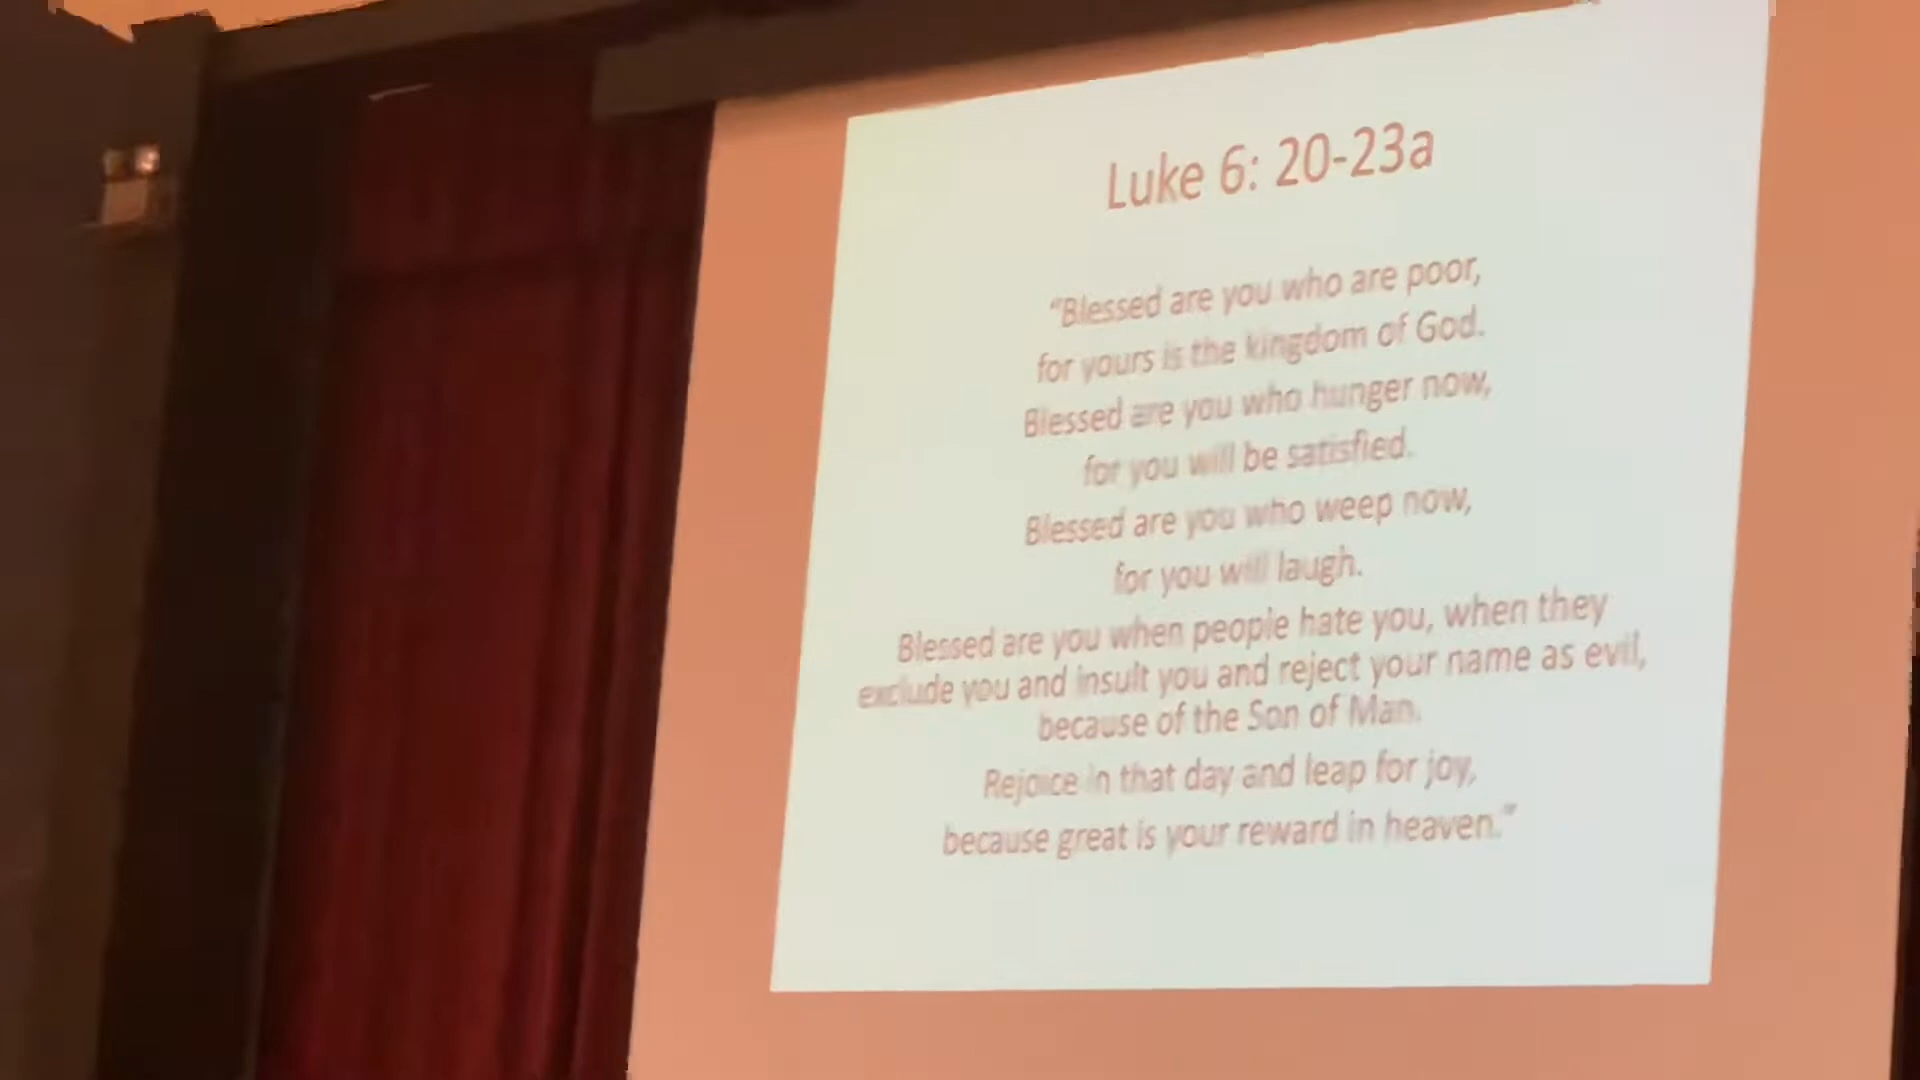 Luke 6: 20-23a
“Blessed are you who are poor,
for yours is the kingdom of God.
Blessed are you who hunger now,
for you will be satisfied.
Blessed are you who weep now,
for you will laugh.
Blessed are you when people hate you, when they
exclude you and insult you and reject your name as evil,
because of the Son of Man.
Rejoice in that day and leap for joy,
because great is your reward in heaven.”